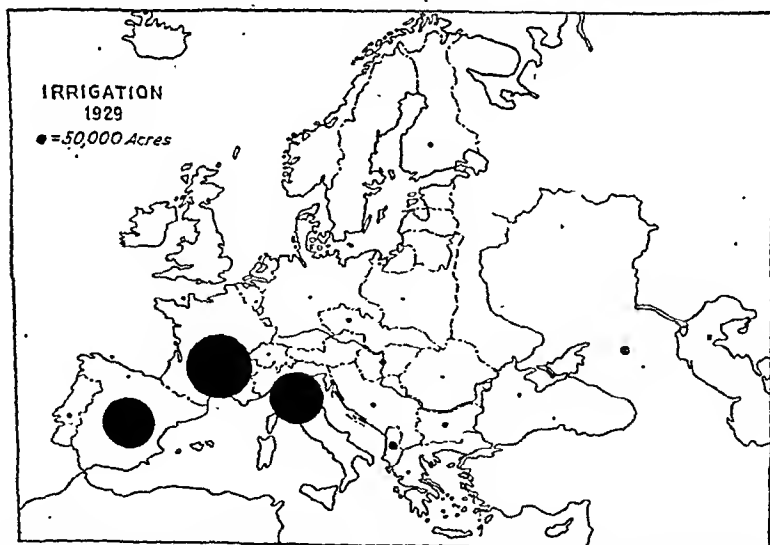 IRRIGATION
1929
● =50,000 Acres